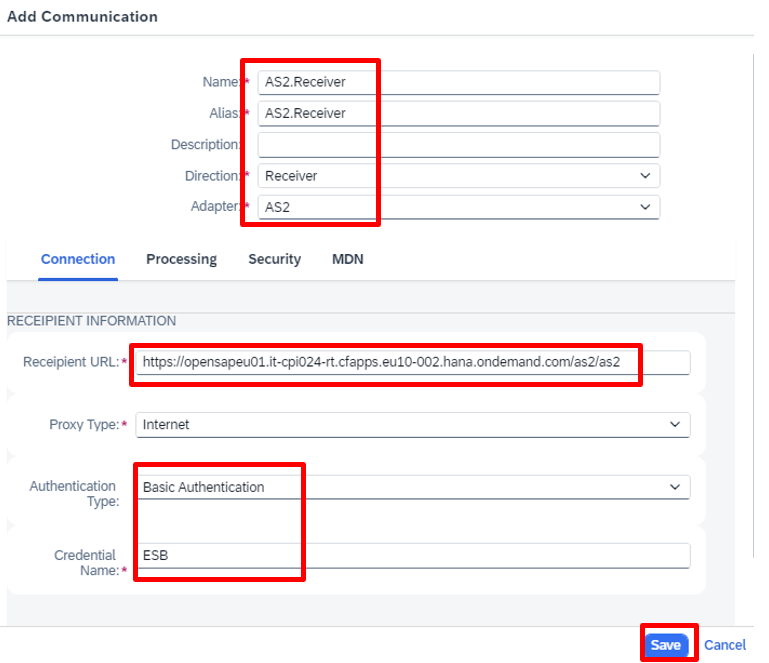 Add Communication
Name:* AS2.Receiver
Alias:* AS2.Receiver
Description:
Direction:* Receiver
Adapter:* AS2
Connection Processing Security MDN
RECEIPIENT INFORMATION
Receipient URL:* https://opensapeu01.it-cpi024-rt.cfapps.eu10-002.hana.ondemand.com/as2/as2
Proxy Type:* Internet
Authentication
Type:
Basic Authentication
Credential
Name:*
ESB
Save Cancel